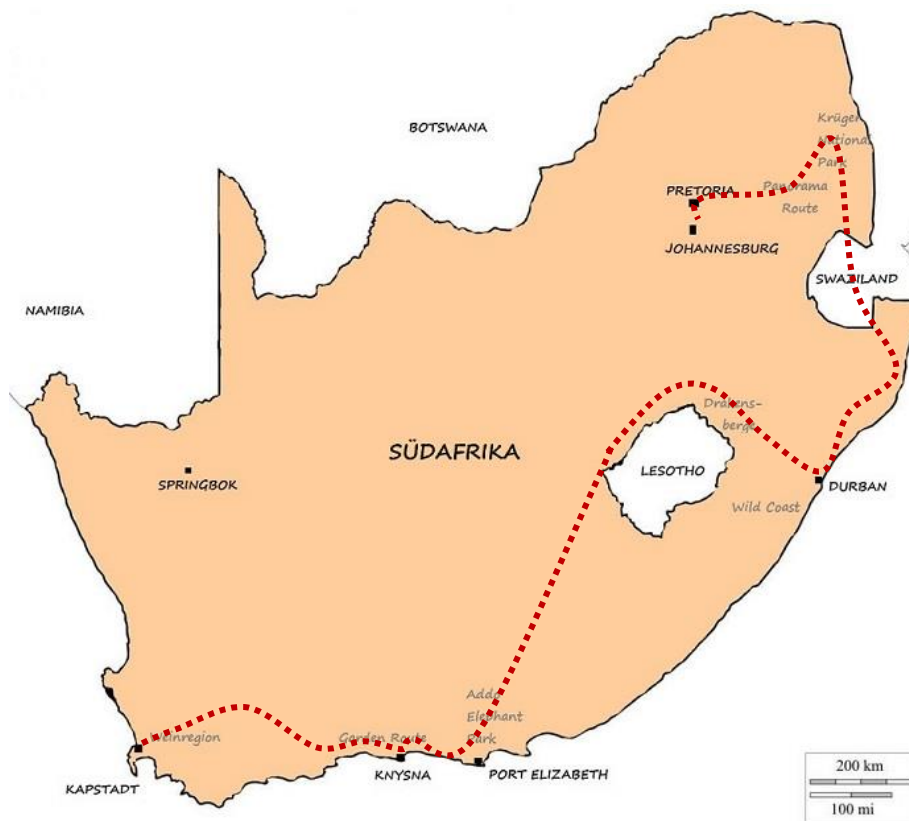 BOTSWANA
Krüger
National
Park
PRETORIA
Panorama
Route
JOHANNESBURG
SWAZILAND
NAMIBIA
Drakens-
berge
SÜDAFRIKA
LESOTHO
SPRINGBOK
DURBAN
Wild Coast
Addo
Elephant
Park
Weinregion
Garden Route
KAPSTADT
KNYSNA
PORT ELIZABETH
200 km
100 mi